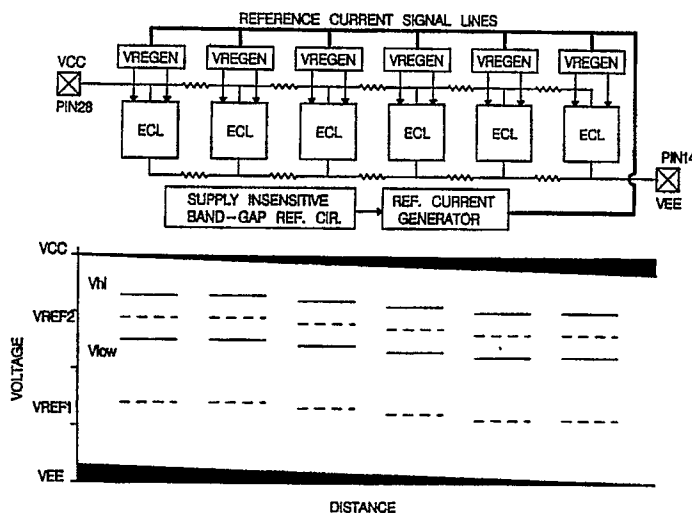 REFERENCE CURRENT SIGNAL LINES
VCC
PIN28
VREGEN VREGEN VREGEN VREGEN VREGEN VREGEN
ECL ECL ECL ECL ECL ECL
PIN14
VEE
SUPPLY INSENSITIVE
BAND-GAP REF. CIR.
REF. CURRENT
GENERATOR
VCC
Vhi
VREF2
Vlow
VREF1
VEE
VOLTAGE
DISTANCE